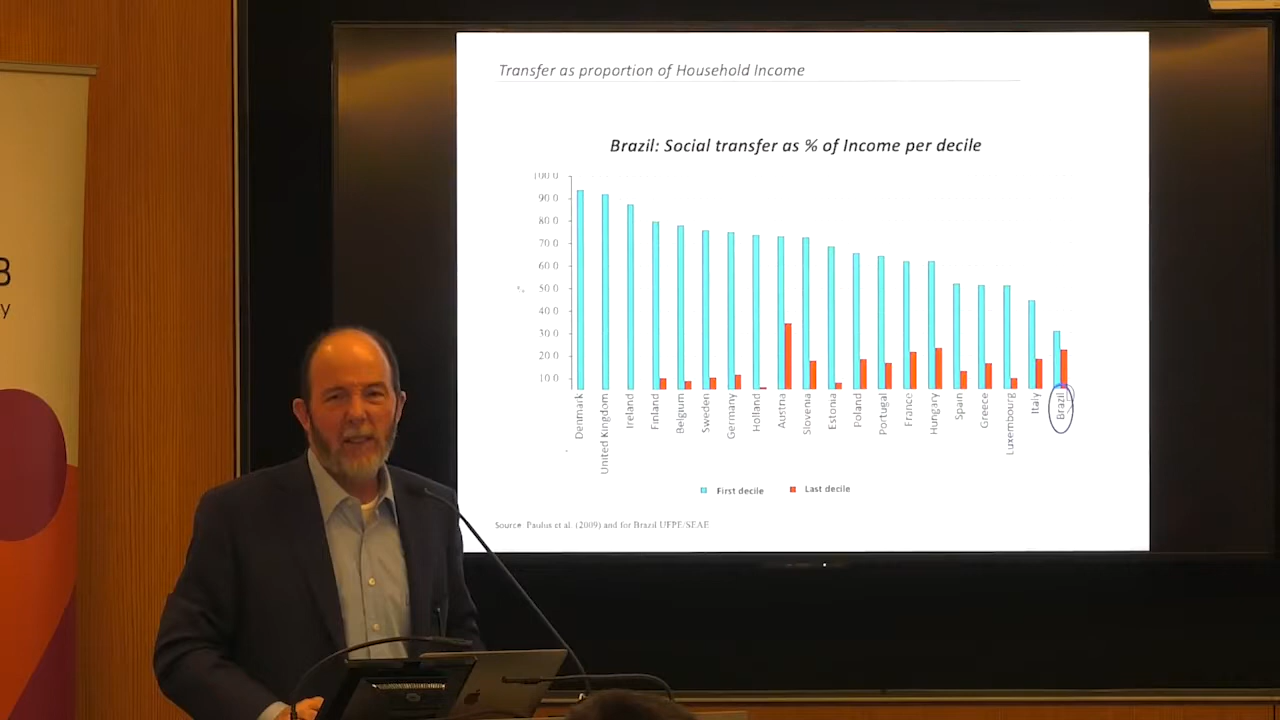 B
y
Transfer as proportion of Household Income
Brazil: Social transfer as % of Income per decile
100 0
90 0
80 0
70 0
60 0
50 0
40 0
30 0
20 0
10 0
%
Denmark
United Kingdom
Ireland
Finland
Belgium
Sweden
Germany
Holland
Austria
Slovenia
Estonia
Poland
Portugal
France
Hungary
Spain
Greece
Luxembourg
Italy
Brazil
First decile
Last decile
Source Paulus et al. (2009) and for Brazil UFPE/SEAE